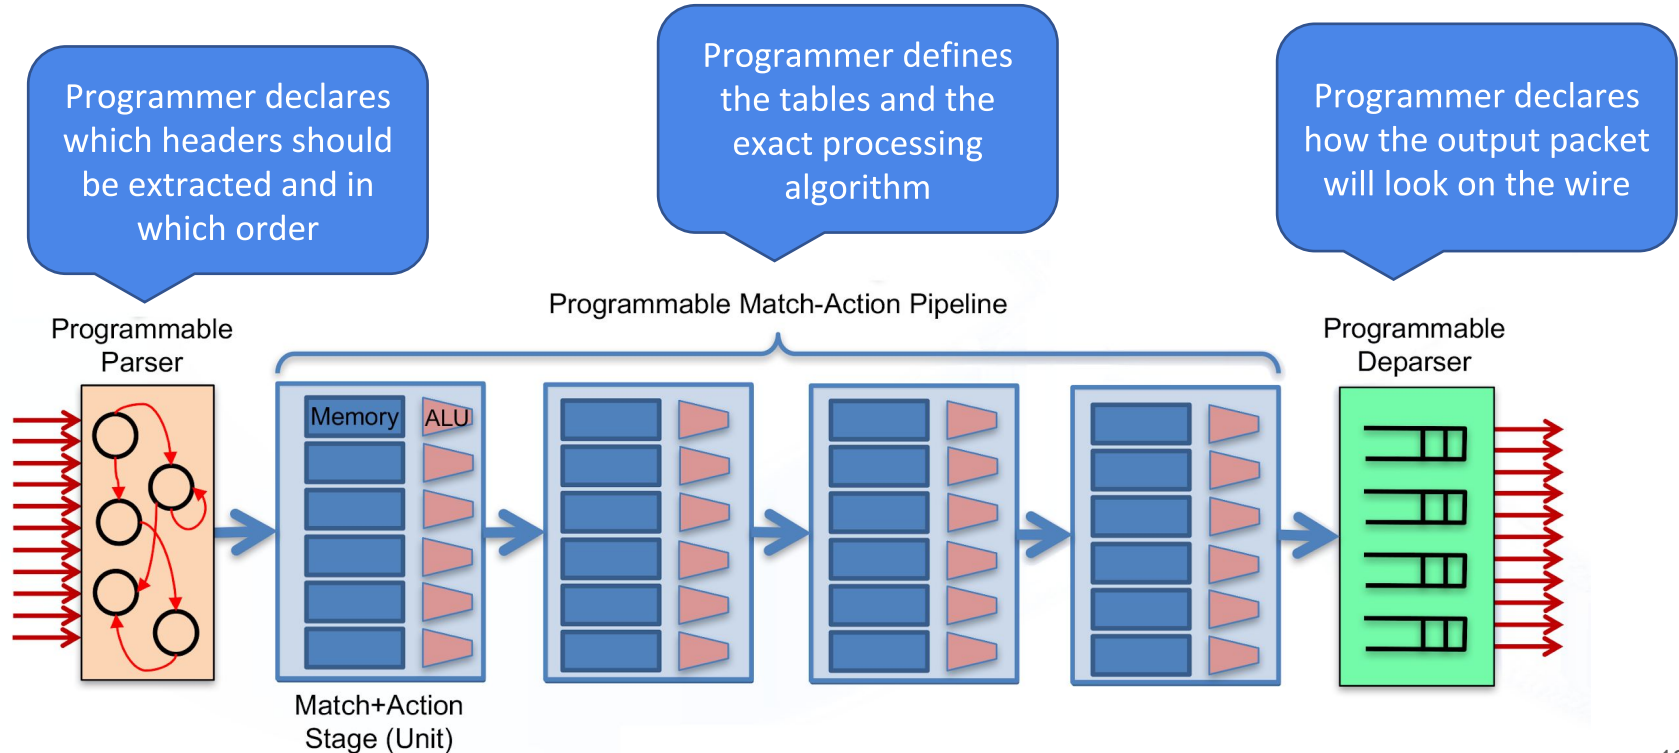 Programmer declares
which headers should
be extracted and in
which order
Programmer defines
the tables and the
exact processing
algorithm
Programmer declares
how the output packet
will look on the wire
Programmable Match-Action Pipeline
Programmable
Parser
Programmable
Deparser
Memory
ALU
Match+Action
Stage (Unit)